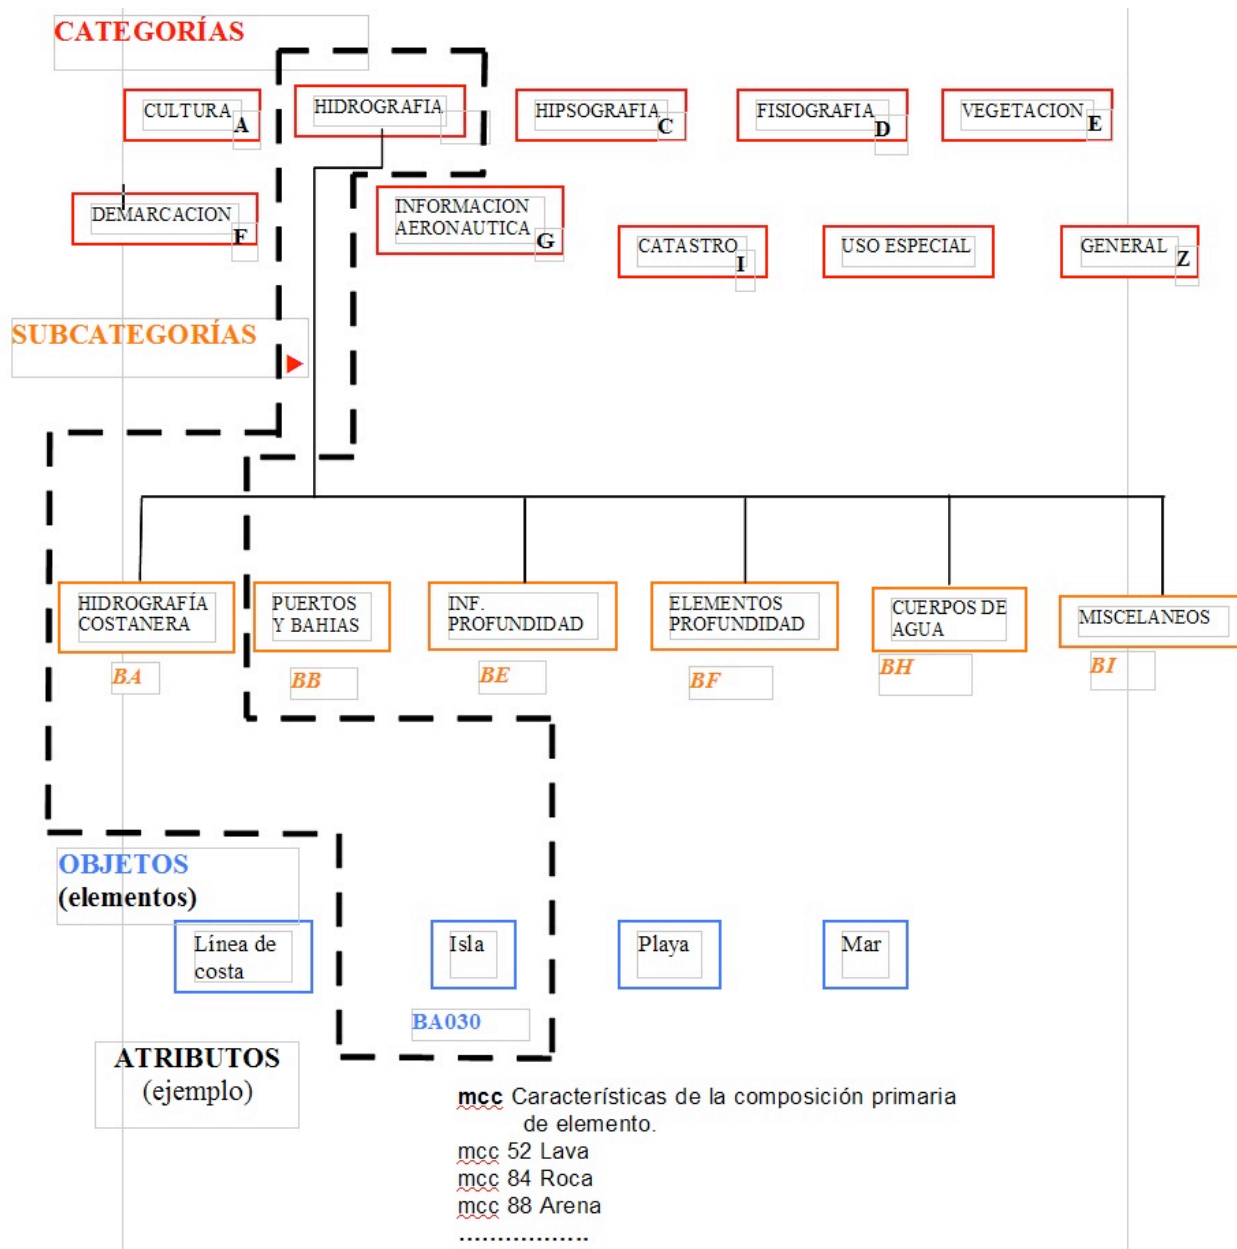 CATEGORÍAS
CULTURA
A
HIDROGRAFIA
HIPSOGRAFIA
C
FISIOGRAFIA
D
VEGETACION
E
DEMARCACION
F
INFORMACION
AERONAUTICA
G
CATASTRO
I
USO ESPECIAL
GENERAL
Z
SUBCATEGORÍAS
HIDROGRAFÍA
COSTANERA
BA
PUERTOS
Y BAHIAS
BB
INF.
PROFUNDIDAD
BE
ELEMENTOS
PROFUNDIDAD
BF
CUERPOS DE
AGUA
BH
MISCELANEOS
BI
OBJETOS
(elementos)
Línea de
costa
Isla
BA030
Playa
Mar
ATRIBUTOS
(ejemplo)
mcc Características de la composición primaria
de elemento.
mcc 52 Lava
mcc 84 Roca
mcc 88 Arena
.................